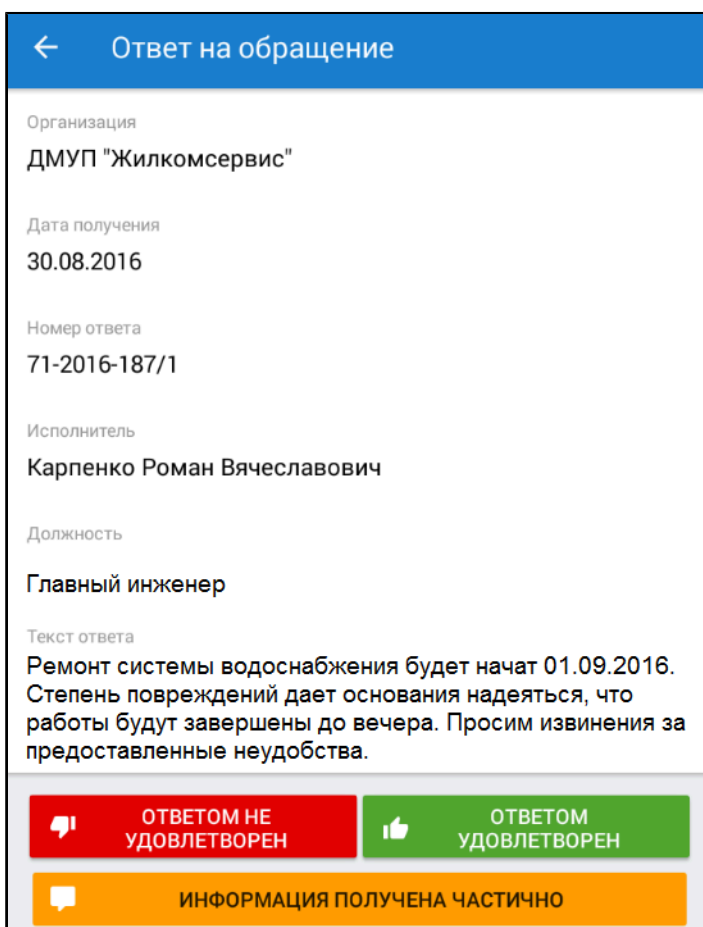 Ответ на обращение
Организация
ДМУП "Жилкомсервис"
Дата получения
30.08.2016
Номер ответа
71-2016-187/1
Исполнитель
Карпенко Роман Вячеславович
Должность
Главный инженер
Текст ответа
Ремонт системы водоснабжения будет начат 01.09.2016.
Степень повреждений дает основания надеяться, что
работы будут завершены до вечера. Просим извинения за
предоставленные неудобства.
ОТВЕТОМ НЕ
УДОВЛЕТВОРЕН
ОТВЕТОМ
УДОВЛЕТВОРЕН
ИНФОРМАЦИЯ ПОЛУЧЕНА ЧАСТИЧНО